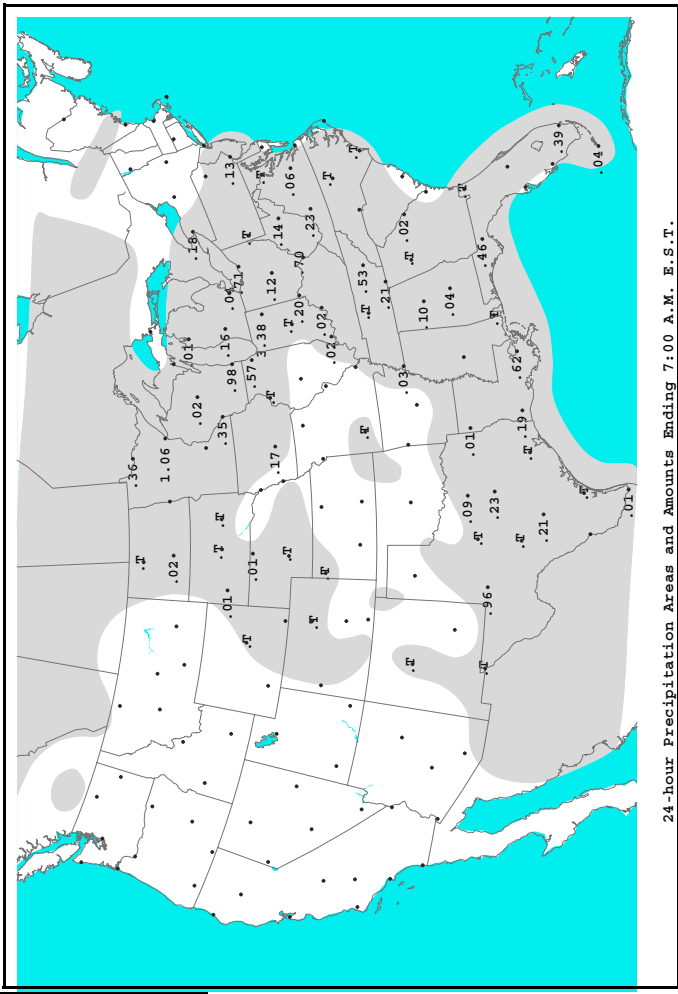 .36
T
1.06
.02
.01
.18
.02
T
T
.35
.16
.01
.04
.13
.98
.71
T
T
.01
.57
3.38
T
T
.12
.17
.14
T
T
.06
.20
.70
T
.23
T
.02
.02
T
T
T
T
.53
.21
.03
.02
T
T
.10
.04
T
.09
.01
T
T
.46
.96
.23
T
T
.62
.19
T
.21
.39
T
.04
.01
24-hour Precipitation Areas and Amounts Ending 7:00 A.M. E.S.T.